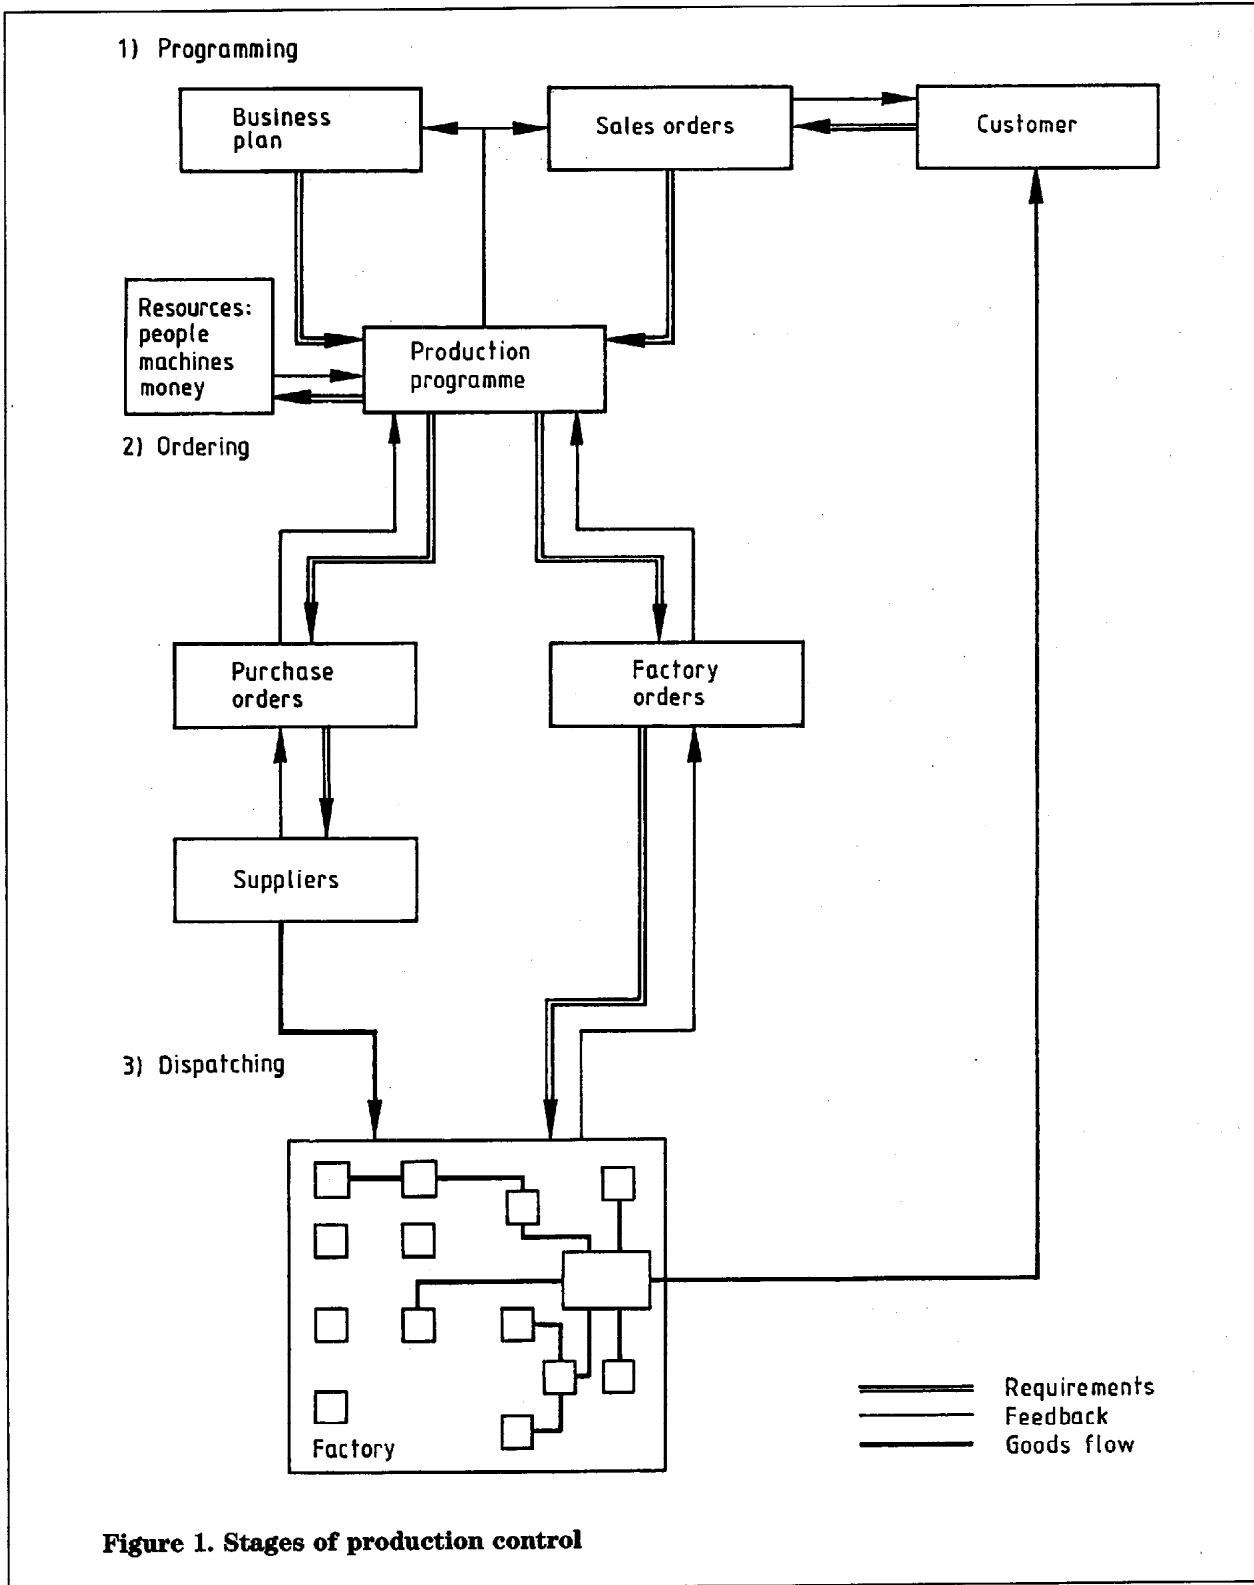 1) Programming
Business
plan
Sales orders
Customer
Resources:
people
machines
money
Production
programme
2) Ordering
Purchase
orders
Factory
orders
Suppliers
3) Dispatching
Factory
Requirements
Feedback
Goods flow
Figure 1. Stages of production control